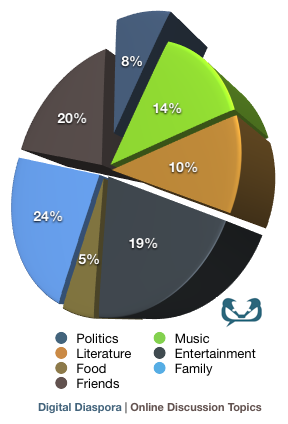 8%
14%
20%
10%
24%
19%
5%
Politics Music
Literature Entertainment
Food Family
Friends
Digital Diaspora | Online Discussion Topics